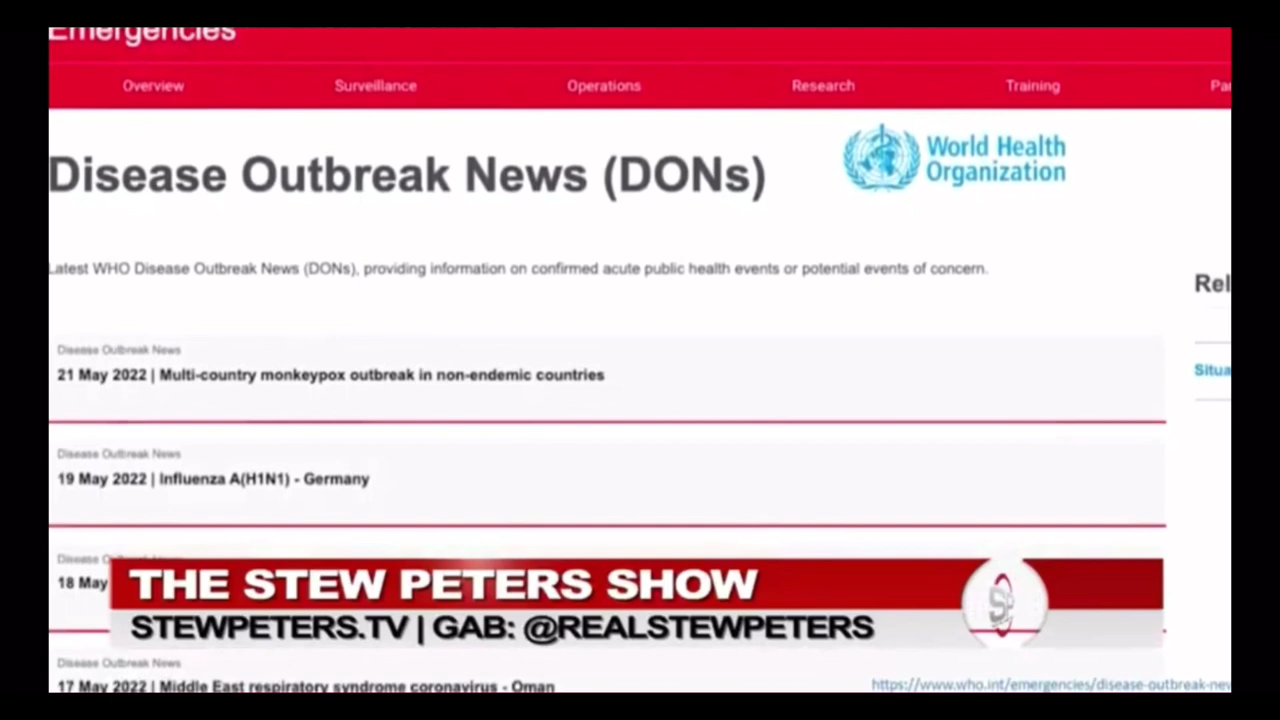 Emergencies
Overview Surveillance Operations Research Training Pa
Disease Outbreak News (DONs)
World Health
Organization
Latest WHO Disease Outbreak News (DONs), providing information on confirmed acute public health events or potential events of concern.
Rel
Disease Outbreak News
21 May 2022 | Multi-country monkeypox outbreak in non-endemic countries
Situa
Disease Outbreak News
19 May 2022 | Influenza A(H1N1) - Germany
Disease O
18 May
THE STEW PETERS SHOW
STEWPETERS.TV | GAB: @REALSTEWPETERS
Disease Outbreak News
17 May 2022 | Middle East respiratory syndrome coronavirus - Oman
https://www.who.int/emergencies/disease-outbreak-new